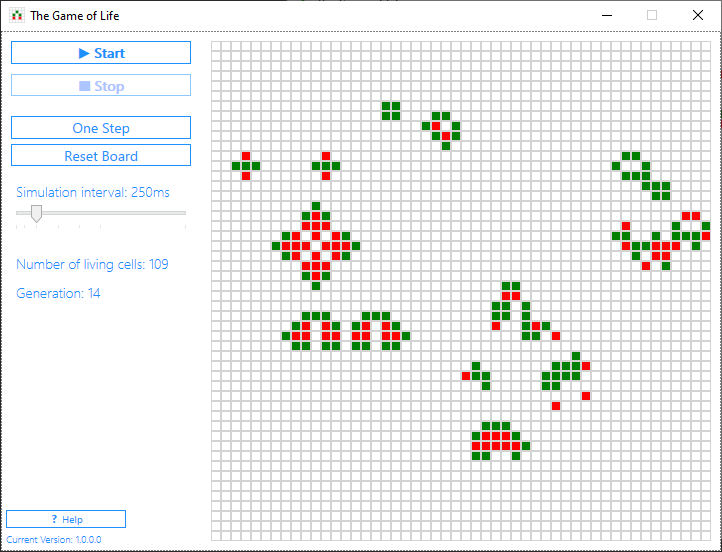 The Game of Life
▶ Start
■ Stop
One Step
Reset Board
Simulation interval: 250ms
Number of living cells: 109
Generation: 14
? Help
Current Version: 1.0.0.0